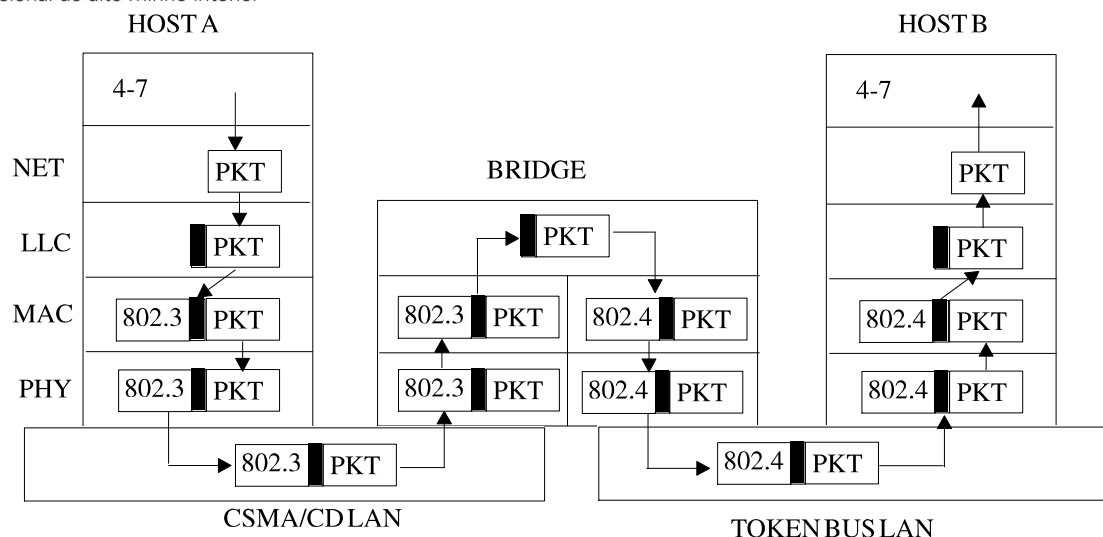 HOST A
HOST B
4-7
4-7
NET
PKT
BRIDGE
PKT
LLC
PKT
PKT
PKT
MAC
802.3 PKT
802.3 PKT
802.4 PKT
802.4 PKT
PHY
802.3 PKT
802.3 PKT
802.4 PKT
802.4 PKT
802.3 PKT
802.4 PKT
CSMA/CD LAN
TOKEN BUS LAN